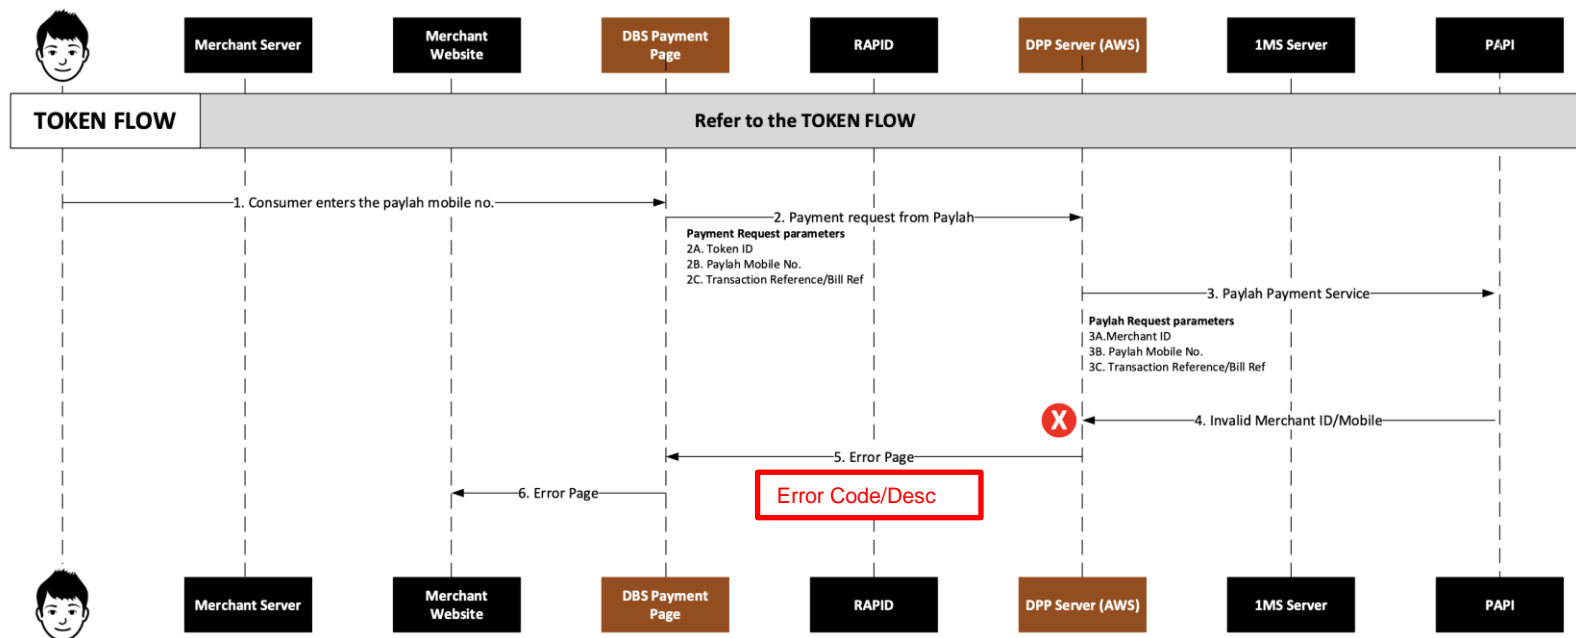 Merchant Server
Merchant
Website
DBS Payment
Page
RAPID
DPP Server (AWS)
1MS Server
PAPI
TOKEN FLOW
Refer to the TOKEN FLOW
1. Consumer enters the paylah mobile no.
2. Payment request from Paylah
Payment Request parameters
2A. Token ID
2B. Paylah Mobile No.
2C. Transaction Reference/Bill Ref
3. Paylah Payment Service
Paylah Request parameters
3A.Merchant ID
3B. Paylah Mobile No.
3C. Transaction Reference/Bill Ref
X
4. Invalid Merchant ID/Mobile
5. Error Page
6. Error Page
Error Code/Desc
Merchant Server
Merchant
Website
DBS Payment
Page
RAPID
DPP Server (AWS)
1MS Server
PAPI